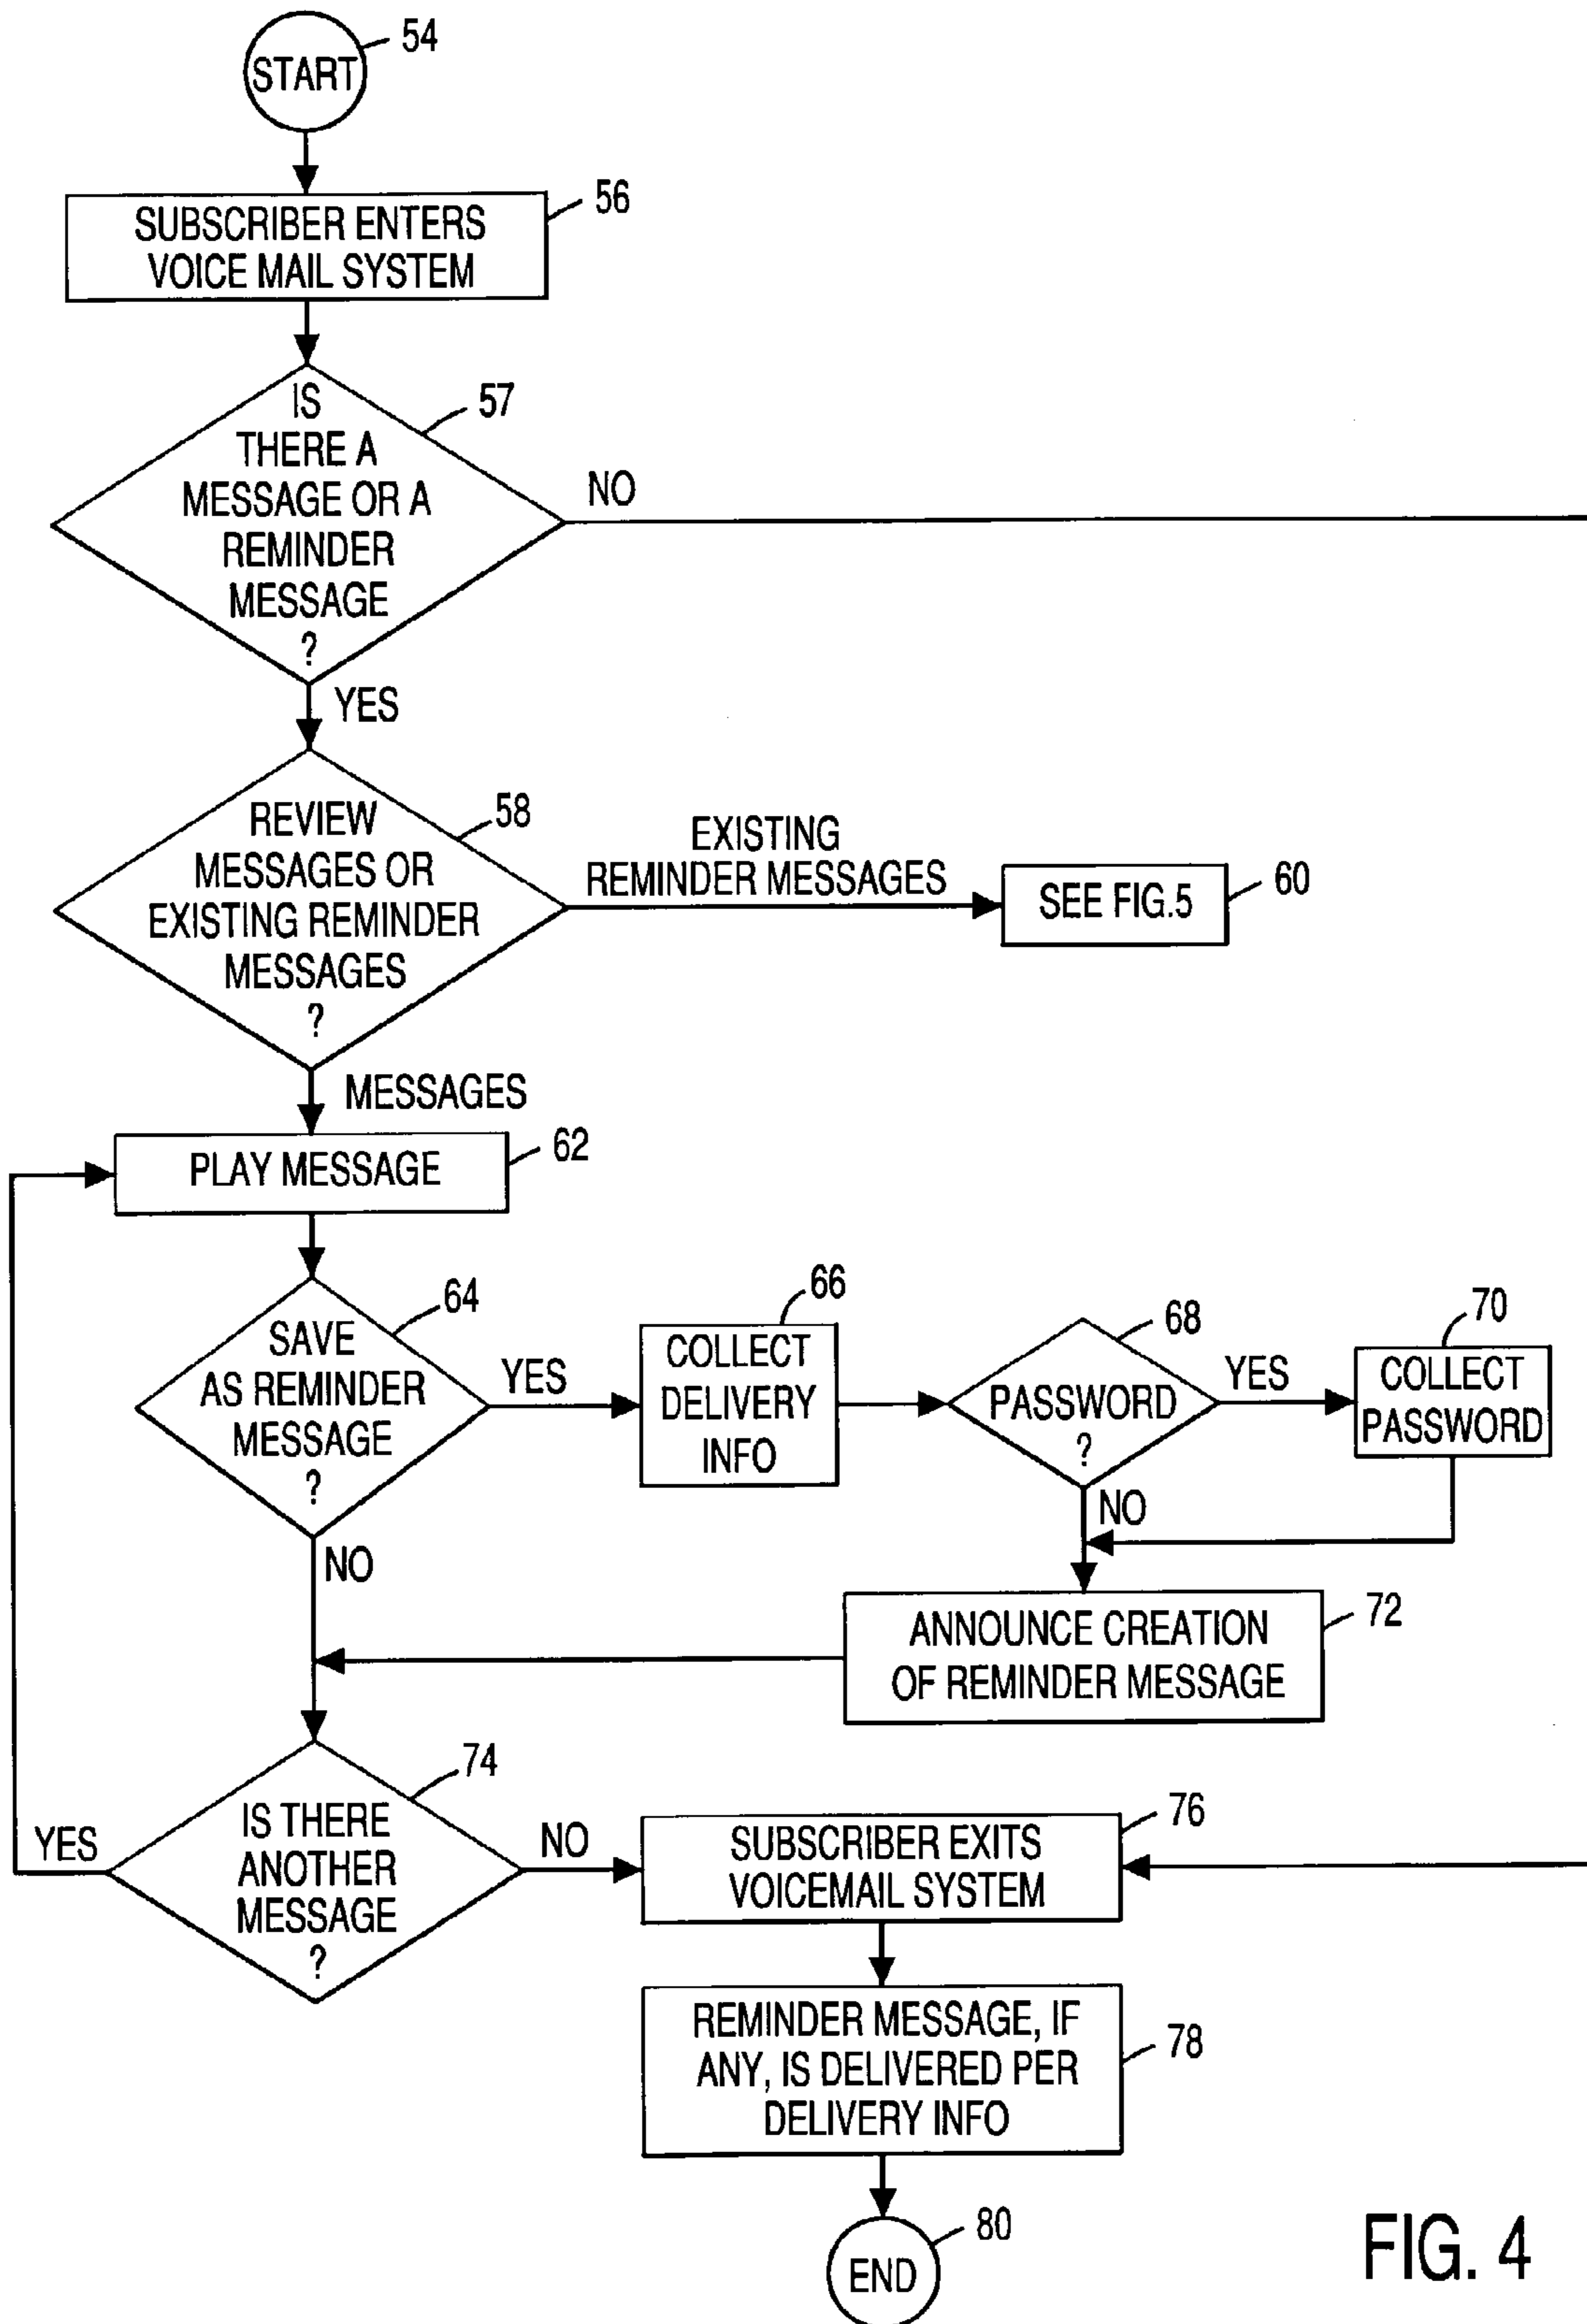 54
START
56
SUBSCRIBER ENTERS
VOICE MAIL SYSTEM
57
IS
THERE A
MESSAGE OR A
REMINDER
MESSAGE
?
NO
YES
58
REVIEW
MESSAGES OR
EXISTING REMINDER
MESSAGES
?
EXISTING
REMINDER MESSAGES
SEE FIG.5
60
MESSAGES
PLAY MESSAGE
62
64
SAVE
AS REMINDER
MESSAGE
?
YES
66
COLLECT
DELIVERY
INFO
68
PASSWORD
?
YES
70
COLLECT
PASSWORD
NO
NO
72
ANNOUNCE CREATION
OF REMINDER MESSAGE
74
IS THERE
ANOTHER
MESSAGE
?
YES
NO
76
SUBSCRIBER EXITS
VOICEMAIL SYSTEM
78
REMINDER MESSAGE, IF
ANY, IS DELIVERED PER
DELIVERY INFO
80
END
FIG. 4